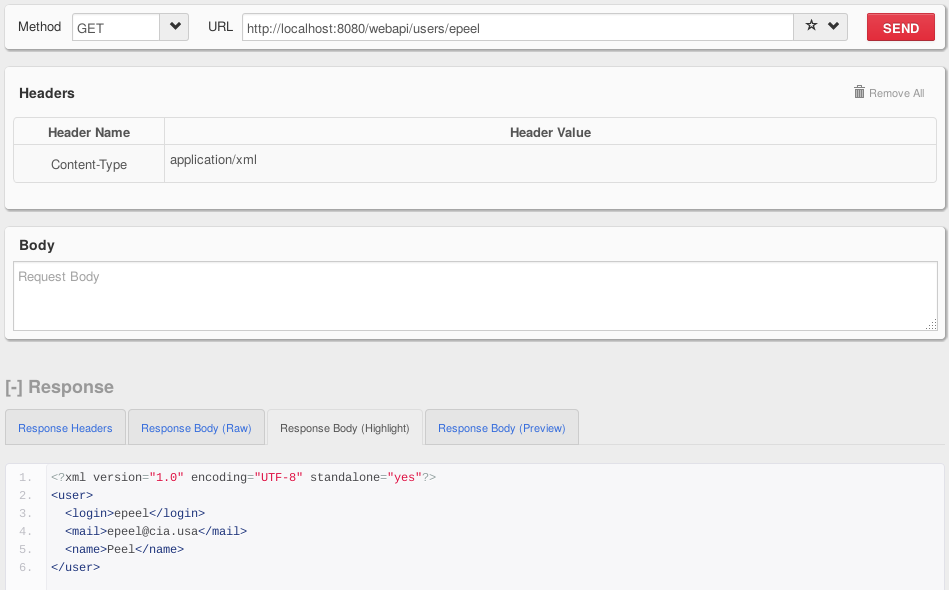 Method GET URL http://localhost:8080/webapi/users/epeel SEND
Headers Remove All
Header Name Header Value
Content-Type application/xml
Body
Request Body
[-] Response
Response Headers Response Body (Raw) Response Body (Highlight) Response Body (Preview)
1. <?xml version="1.0" encoding="UTF-8" standalone="yes"?>
2. <user>
3.   <login>epeel</login>
4.   <mail>epeel@cia.usa</mail>
5.   <name>Peel</name>
6. </user>